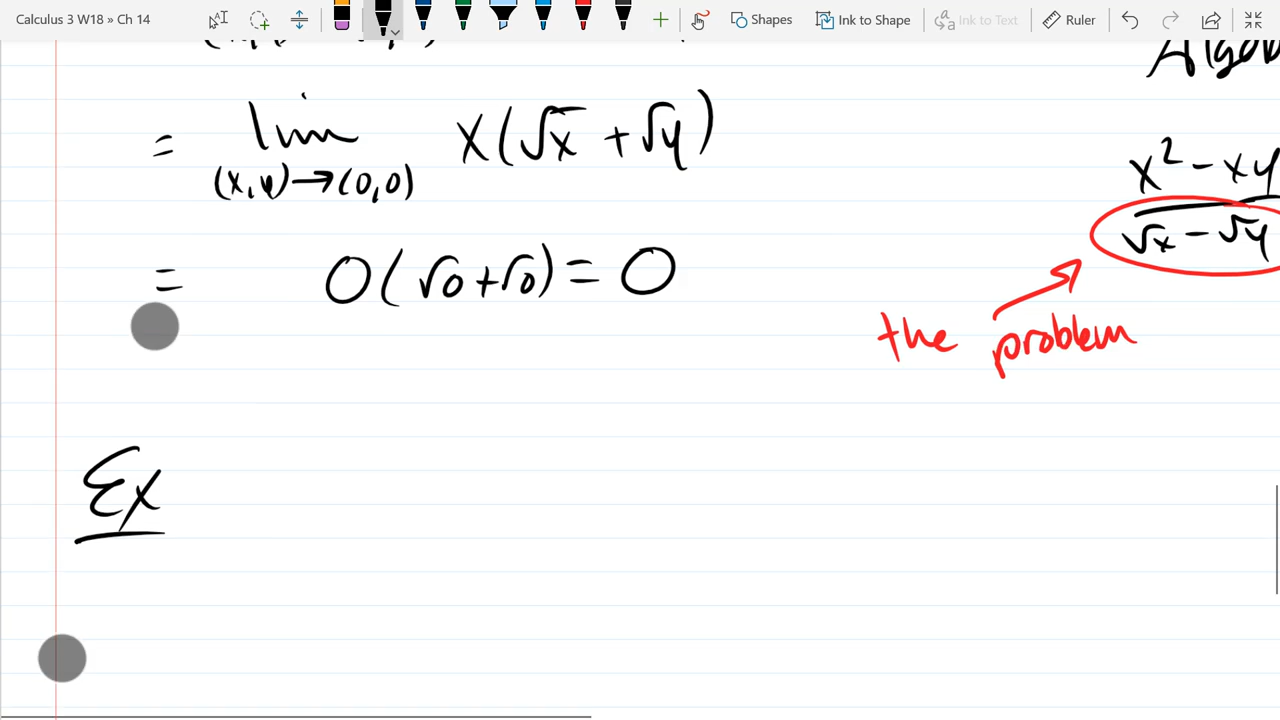 Calculus 3 W18 » Ch 14
Shapes
Ink to Shape
Ink to Text
Ruler
= lim x(√x + √y)
(x,y)→(0,0)
= 0(√0+√0) = 0
x² - xy
√x - √y
the problem
Ex